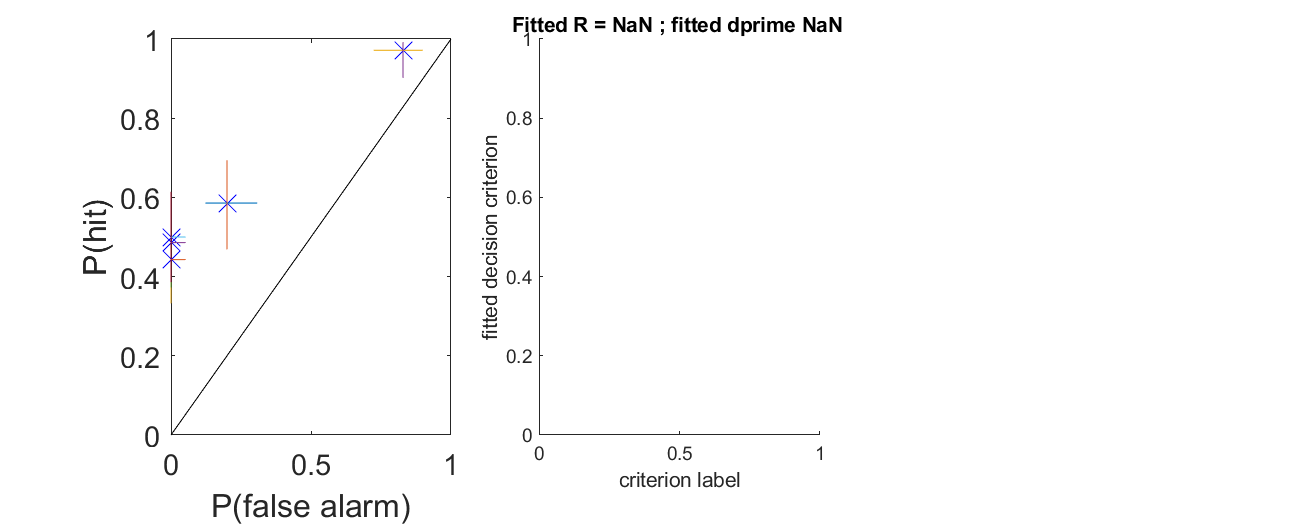 Fitted R = NaN ; fitted dprime NaN
1
0.8
0.6
0.4
0.2
0
P(hit)
0 0.5 1
P(false alarm)
1
0.8
0.6
0.4
0.2
0
fitted decision criterion
0 0.5 1
criterion label